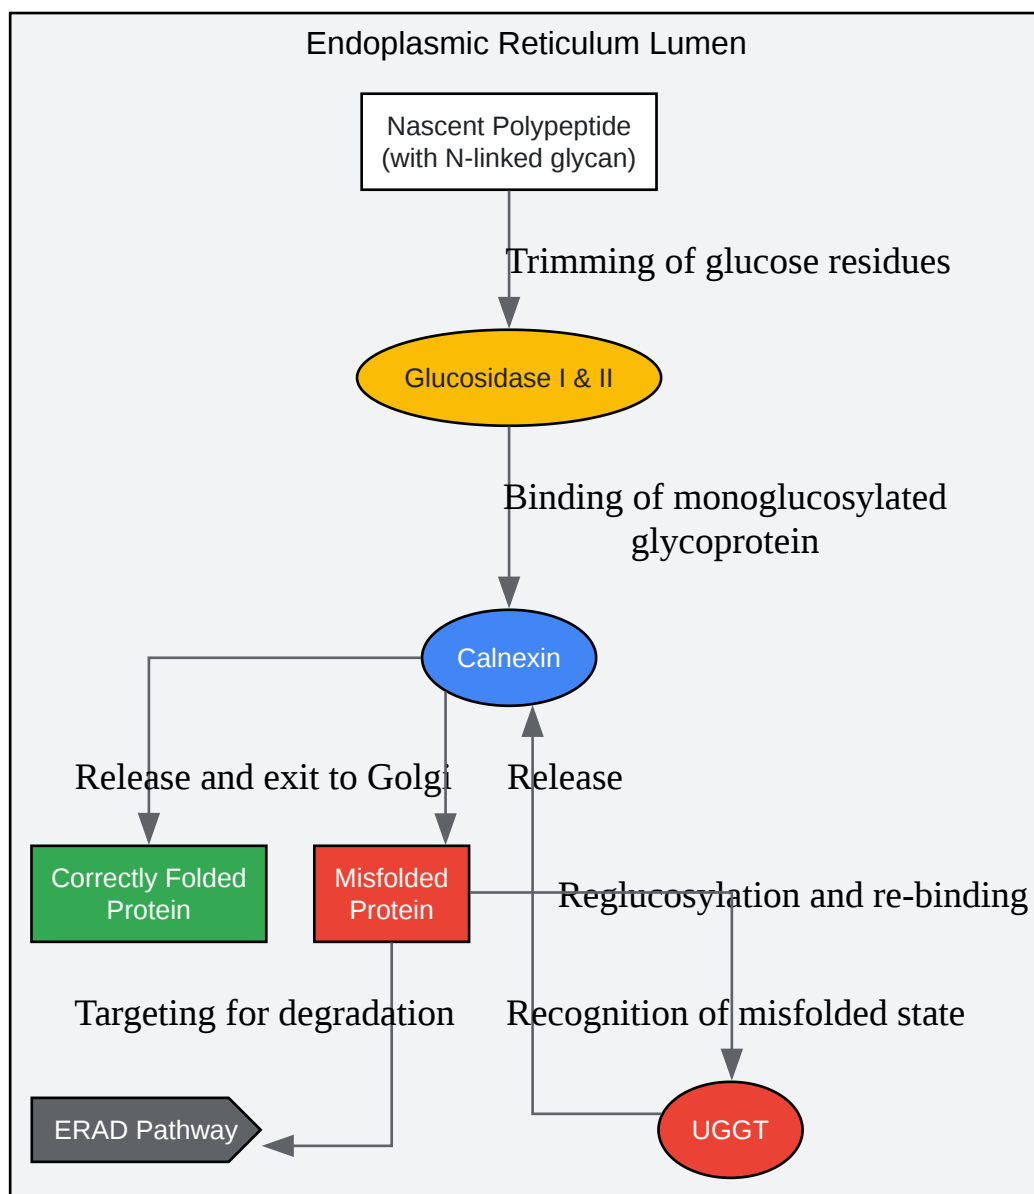 Endoplasmic Reticulum Lumen
Nascent Polypeptide
(with N-linked glycan)
Trimming of glucose residues
Glucosidase I & II
Binding of monoglucosylated
glycoprotein
Calnexin
Release and exit to Golgi
Release
Correctly Folded
Protein
Misfolded
Protein
Reglucosylation and re-binding
Targeting for degradation
Recognition of misfolded state
ERAD Pathway
UGGT